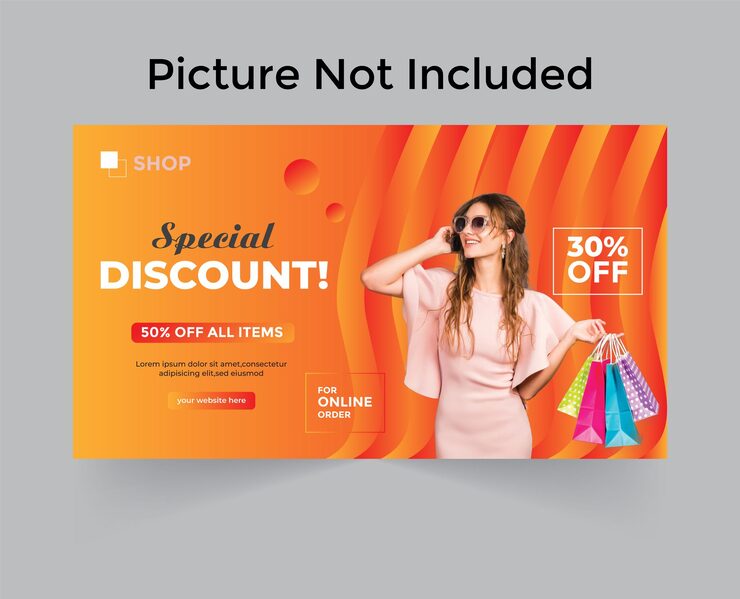 Picture Not Included
SHOP
Special
DISCOUNT!
50% OFF ALL ITEMS
Lorem ipsum dolor sit amet,consectetur
adipisicing elit,sed eiusmod
your website here
FOR
ONLINE
ORDER
30%
OFF